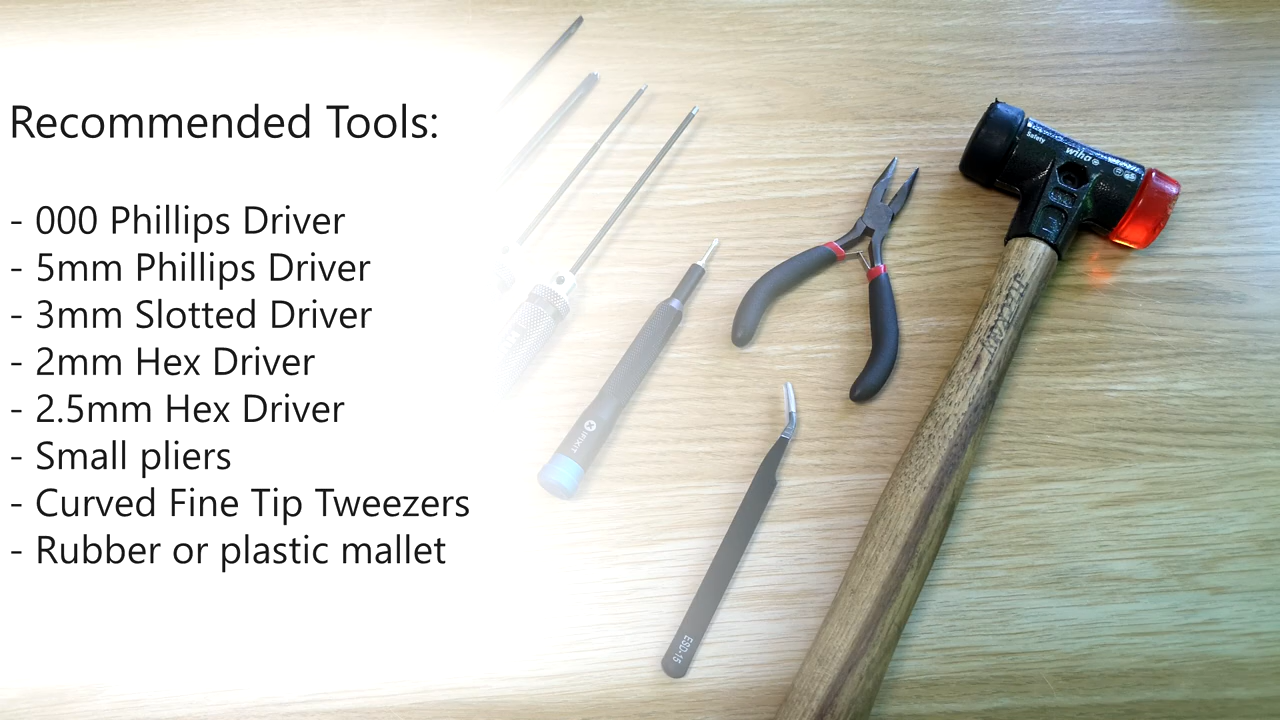 Recommended Tools:
- 000 Phillips Driver
- 5mm Phillips Driver
- 3mm Slotted Driver
- 2mm Hex Driver
- 2.5mm Hex Driver
- Small pliers
- Curved Fine Tip Tweezers
- Rubber or plastic mallet
IFIXIT
ESD-15
Safety
wiha
HICKORY